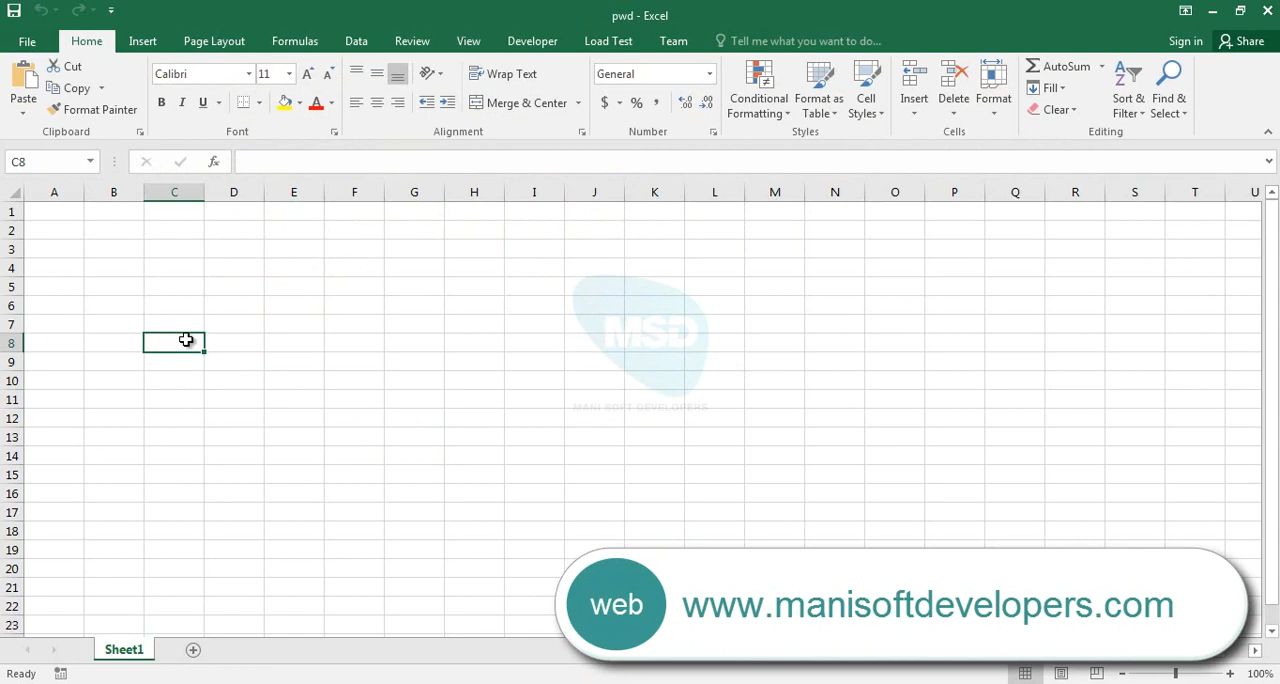 pwd - Excel
File Home Insert Page Layout Formulas Data Review View Developer Load Test Team Tell me what you want to do... Sign in Share
Paste Cut Copy Format Painter Clipboard
Calibri 11 B I U A Font
Wrap Text Merge & Center Alignment
General $ % , Number
Conditional Formatting Format as Table Cell Styles Styles
Insert Delete Format Cells
AutoSum Fill Clear Sort & Filter Find & Select Editing
C8 fx
A B C D E F G H I J K L M N O P Q R S T U
1
2
3
4
5
6
7
8
9
10
11
12
13
14
15
16
17
18
19
20
21
22
23
MSD
MANI SOFT DEVELOPERS
web www.manisoftdevelopers.com
Sheet1
Ready 100%